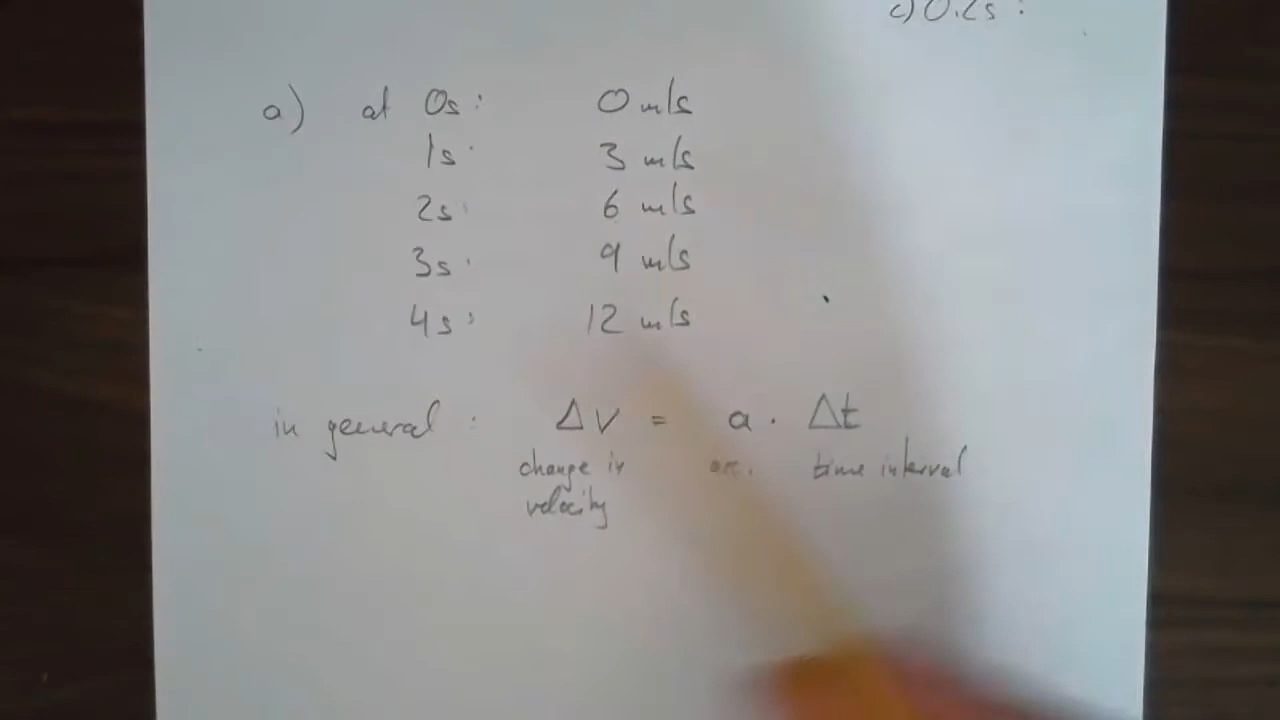 c) 0.2s :
a) at 0s : 0 m/s
1s : 3 m/s
2s : 6 m/s
3s : 9 m/s
4s : 12 m/s
in general : Δv = a · Δt
change in acc. time interval
velocity